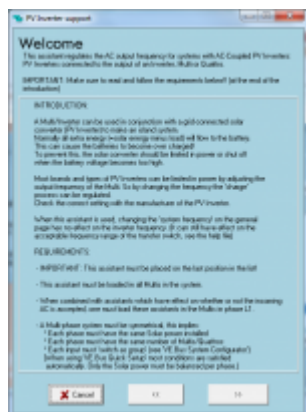 PV Inverter support
Welcome
This assistant regulates the AC output frequency for systems with AC Coupled PV Inverters
PV Inverters connected to the output of an inverter, Multi or Quattro.
IMPORTANT: Make sure to read and follow the requirements below!! (at the end of the
introduction)
INTRODUCTION:
A Multi/Inverter can be used in conjunction with a grid connected solar
converter (PV Inverter) to make an island system.
Normally all extra energy (=solar energy minus load) will flow to the battery.
This can cause the batteries to become over charged!
To prevent this, the solar converter should be limited in power or shut off
when the battery voltage becomes too high.
Most brands and types of PV Inverters can be limited in power by adjusting the
output frequency of the Multi. So by changing the frequency the "charge"
process can be regulated.
Check the correct setting with the manufacturer of the PV Inverter.
When this assistant is used, changing the 'system frequency' on the general
page has no effect on the inverter frequency. (It can still have effect on the
acceptable frequency range of the transfer switch, see the help file)
REQUIREMENTS:
- IMPORTANT: This assistant must be placed on the last position in the list!
- This assistant must be loaded in all Multis in the system.
- When combined with assistants which have effect on whether or not the incoming
AC is accepted, one must load these assistants in the Multis in phase L1.
- A Multi-phase system must be symmetrical, this implies:
* Each phase must have the same Solar power installed
* Each phase must have the same number of Multis/Quattros
* Each input must 'switch as group' (see 'VE Bus System Configurator')
(When using 'VE Bus Quick Setup' most conditions are satisfied
automatically. Only the Solar power must be balanced per phase.)
Cancel << >>